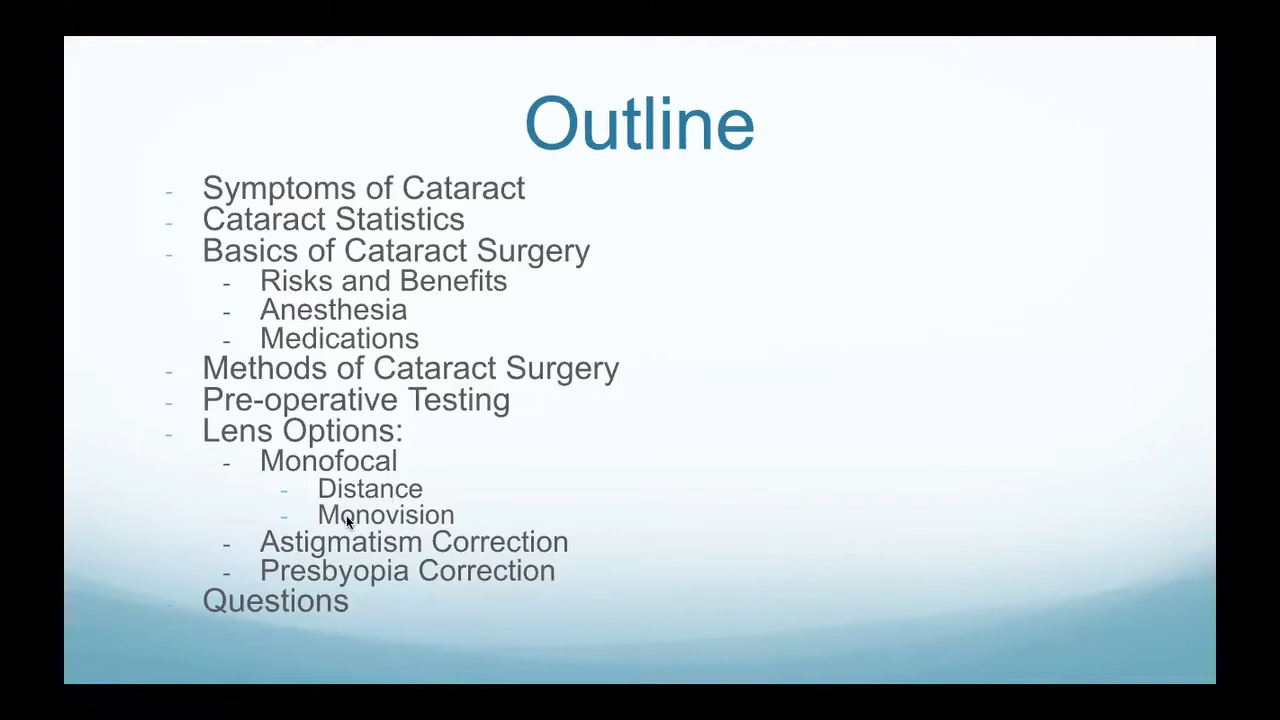 Outline
- Symptoms of Cataract
- Cataract Statistics
- Basics of Cataract Surgery
- Risks and Benefits
- Anesthesia
- Medications
- Methods of Cataract Surgery
- Pre-operative Testing
- Lens Options:
- Monofocal
- Distance
- Monovision
- Astigmatism Correction
- Presbyopia Correction
- Questions